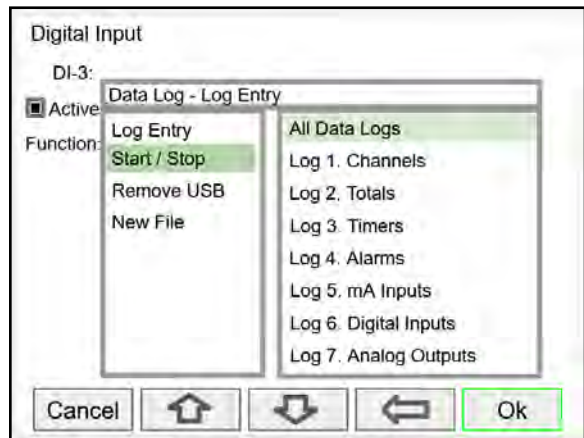 Digital Input
DI-3:
Data Log - Log Entry
Active
Function:
Log Entry
Start / Stop
Remove USB
New File
All Data Logs
Log 1. Channels
Log 2. Totals
Log 3. Timers
Log 4. Alarms
Log 5. mA Inputs
Log 6. Digital Inputs
Log 7. Analog Outputs
Cancel
Ok